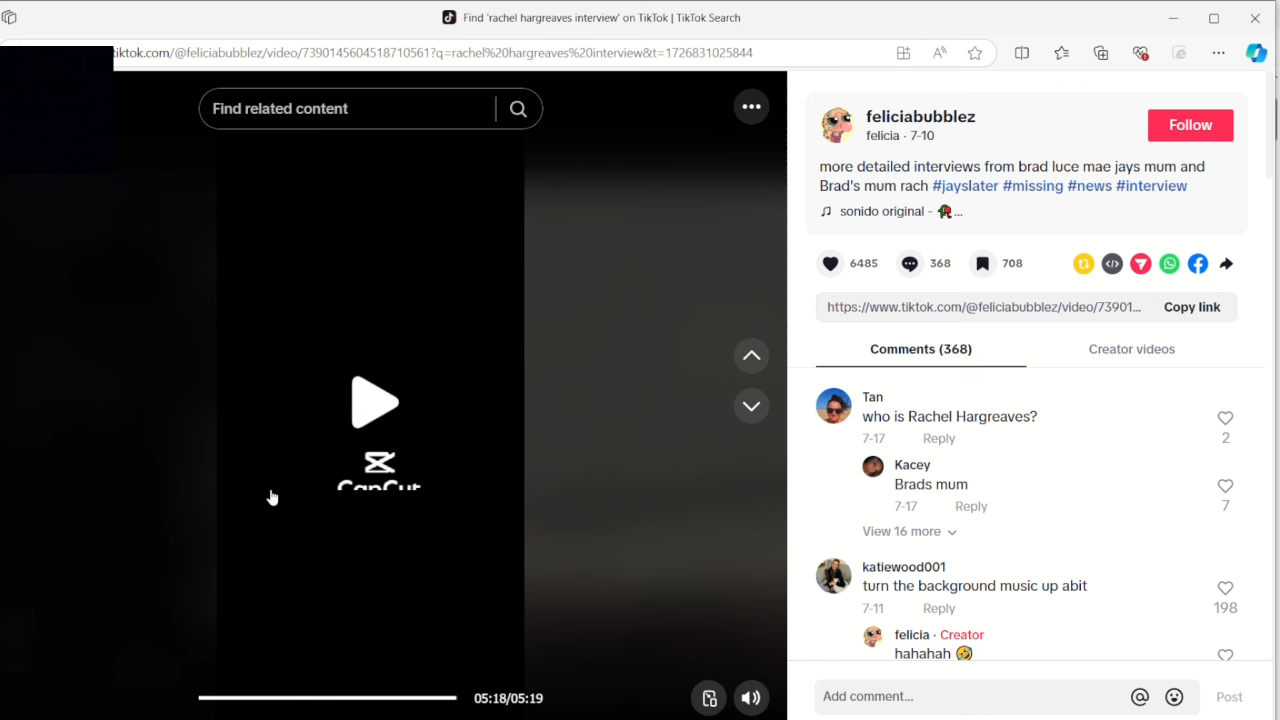 Find 'rachel hargreaves interview' on TikTok | TikTok Search
iktok.com/@feliciabubblez/video/7390145604518710561?q=rachel%20hargreaves%20interview&t=1726831025844
Find related content
CapCut
05:18/05:19
feliciabubblez
felicia · 7-10
Follow
more detailed interviews from brad luce mae jays mum and
Brad's mum rach #jayslater #missing #news #interview
sonido original - 🥀...
6485
368
708
https://www.tiktok.com/@feliciabubblez/video/73901...
Copy link
Comments (368)
Creator videos
Tan
who is Rachel Hargreaves?
7-17
Reply
2
Kacey
Brads mum
7-17
Reply
7
View 16 more
katiewood001
turn the background music up abit
7-11
Reply
198
felicia · Creator
hahahah 🤣
Add comment...
Post